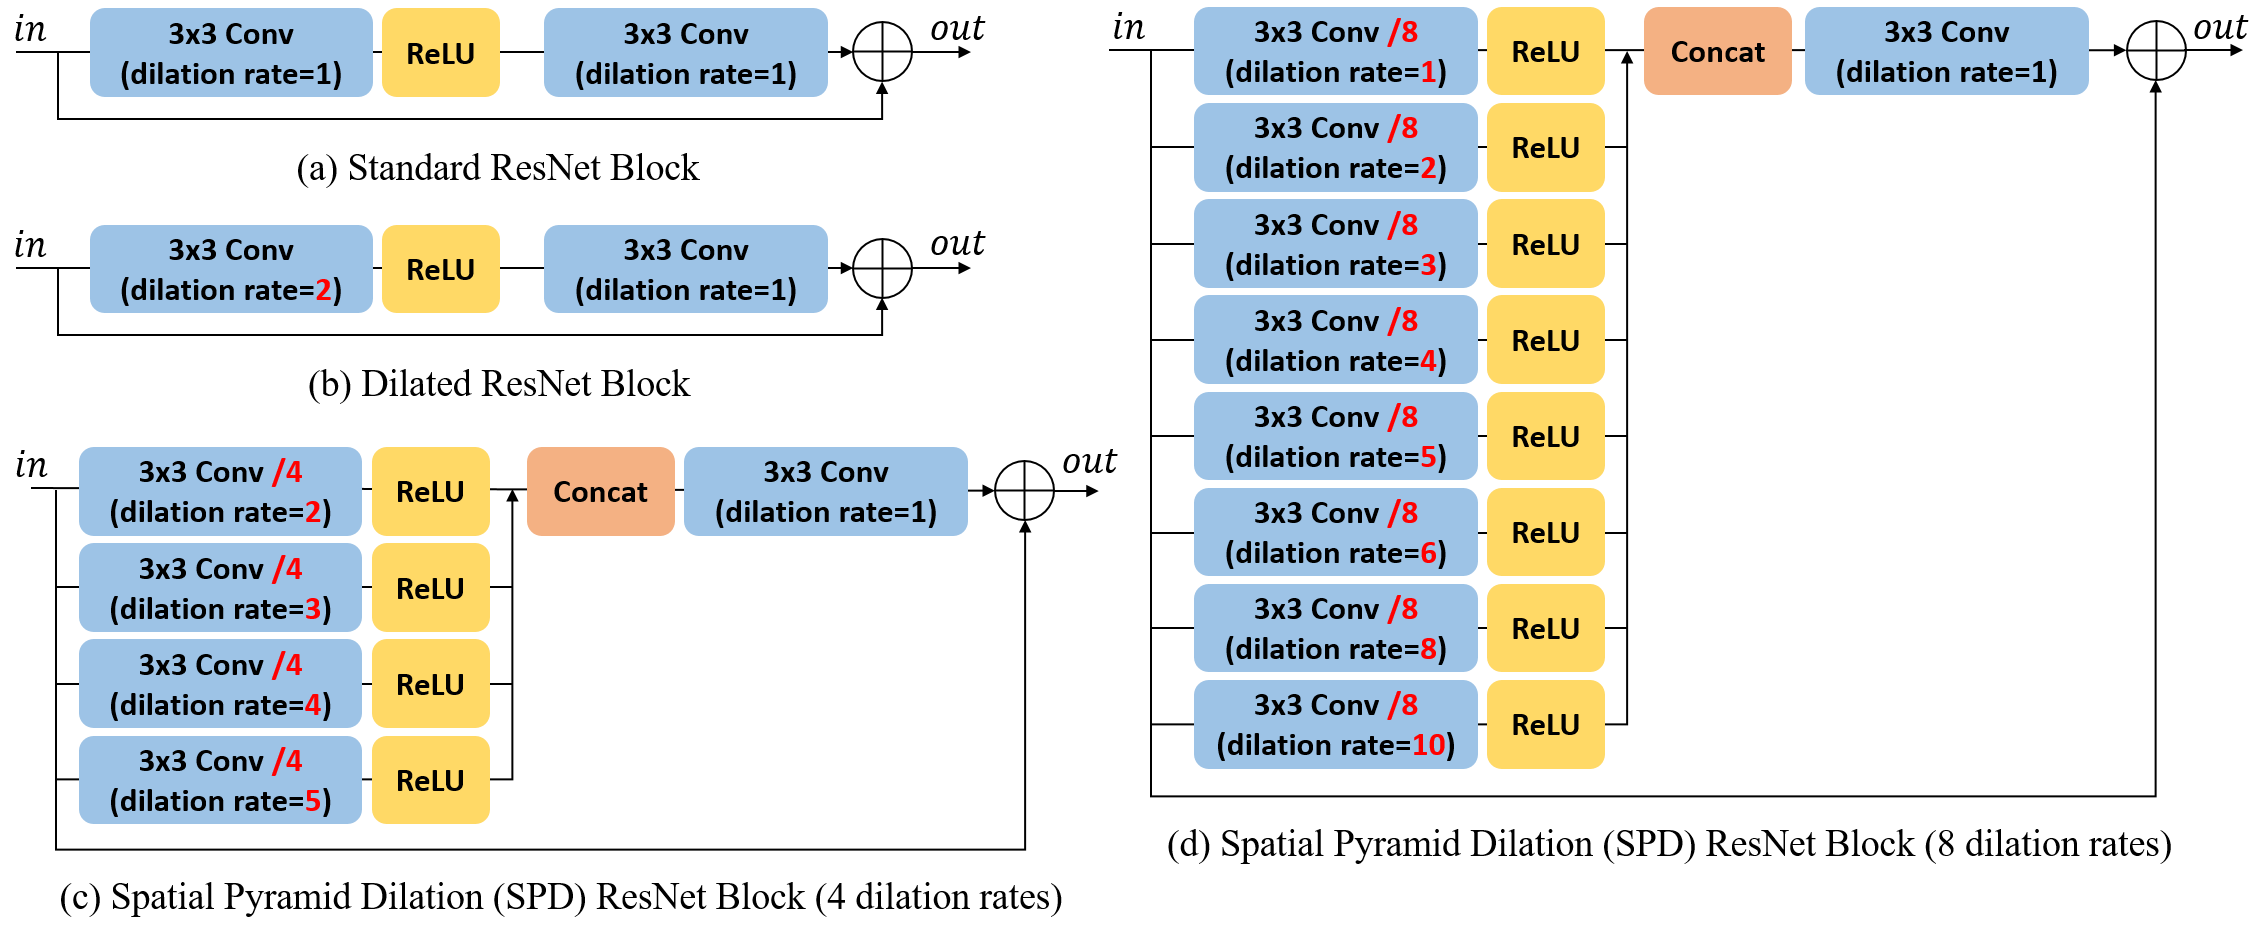 in
3x3 Conv
(dilation rate=1)
ReLU
3x3 Conv
(dilation rate=1)
out
(a) Standard ResNet Block
in
3x3 Conv
(dilation rate=2)
ReLU
3x3 Conv
(dilation rate=1)
out
(b) Dilated ResNet Block
in
3x3 Conv /4
(dilation rate=2)
ReLU
Concat
3x3 Conv
(dilation rate=1)
out
3x3 Conv /4
(dilation rate=3)
ReLU
3x3 Conv /4
(dilation rate=4)
ReLU
3x3 Conv /4
(dilation rate=5)
ReLU
(c) Spatial Pyramid Dilation (SPD) ResNet Block (4 dilation rates)
in
3x3 Conv /8
(dilation rate=1)
ReLU
Concat
3x3 Conv
(dilation rate=1)
out
3x3 Conv /8
(dilation rate=2)
ReLU
3x3 Conv /8
(dilation rate=3)
ReLU
3x3 Conv /8
(dilation rate=4)
ReLU
3x3 Conv /8
(dilation rate=5)
ReLU
3x3 Conv /8
(dilation rate=6)
ReLU
3x3 Conv /8
(dilation rate=8)
ReLU
3x3 Conv /8
(dilation rate=10)
ReLU
(d) Spatial Pyramid Dilation (SPD) ResNet Block (8 dilation rates)